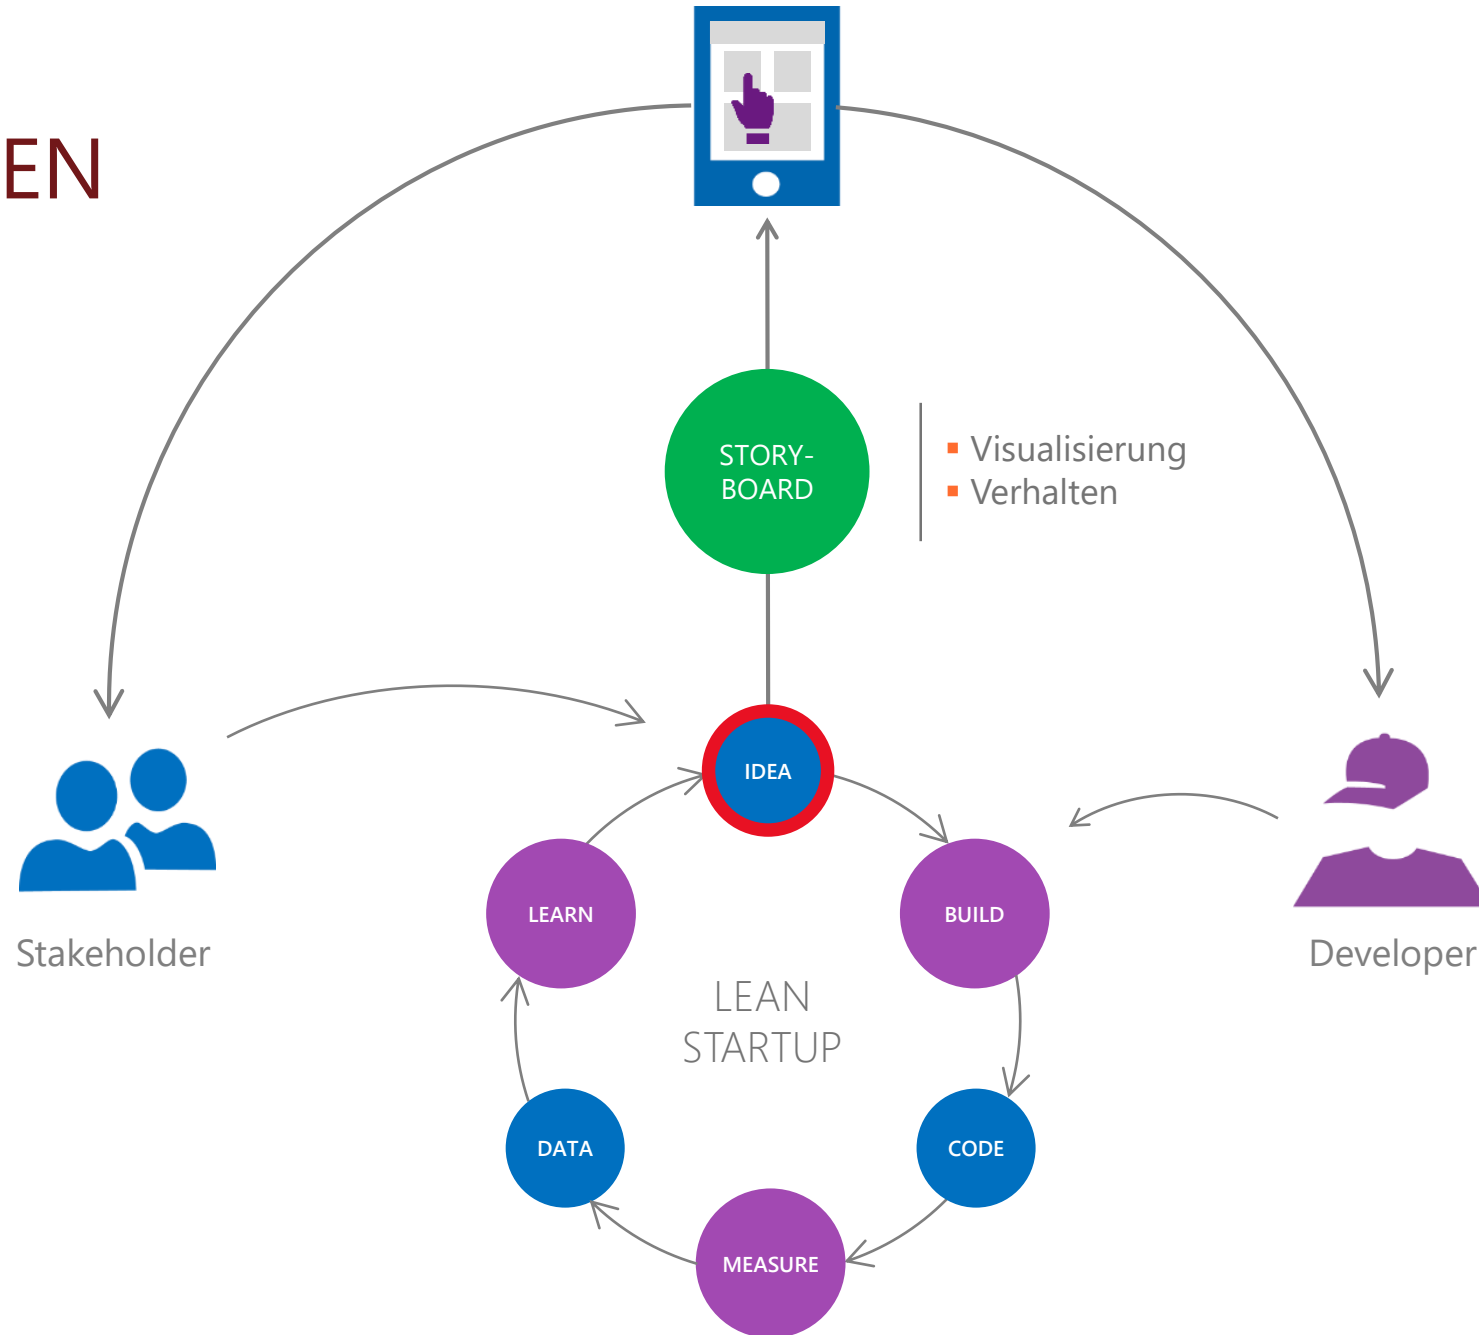 EN
STORY-
BOARD
Visualisierung
Verhalten
IDEA
LEARN
BUILD
Stakeholder
Developer
LEAN
STARTUP
DATA
CODE
MEASURE